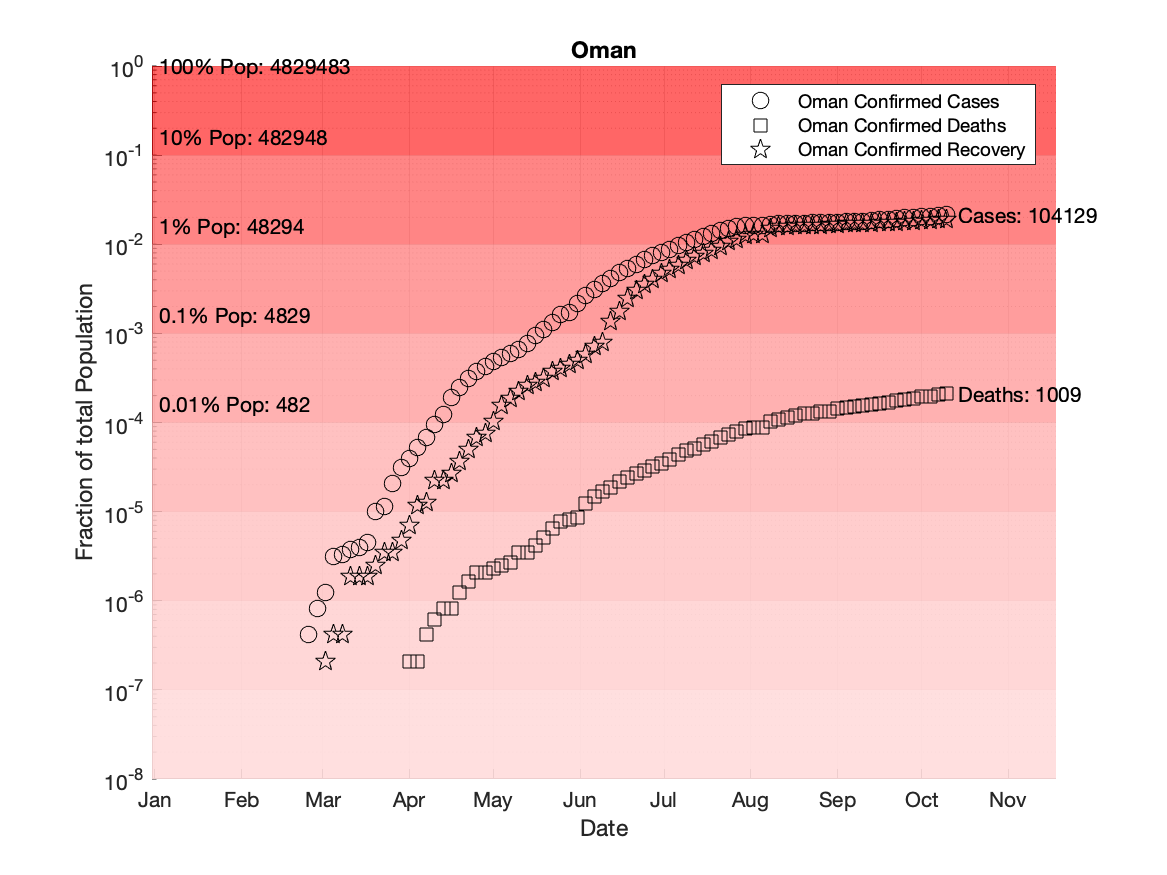 Oman
10^0
100% Pop: 4829483
Oman Confirmed Cases
Oman Confirmed Deaths
10% Pop: 482948
Oman Confirmed Recovery
10^-1
Cases: 104129
1% Pop: 48294
10^-2
0.1% Pop: 4829
10^-3
Deaths: 1009
0.01% Pop: 482
10^-4
10^-5
10^-6
10^-7
10^-8
Fraction of total Population
Jan Feb Mar Apr May Jun Jul Aug Sep Oct Nov
Date